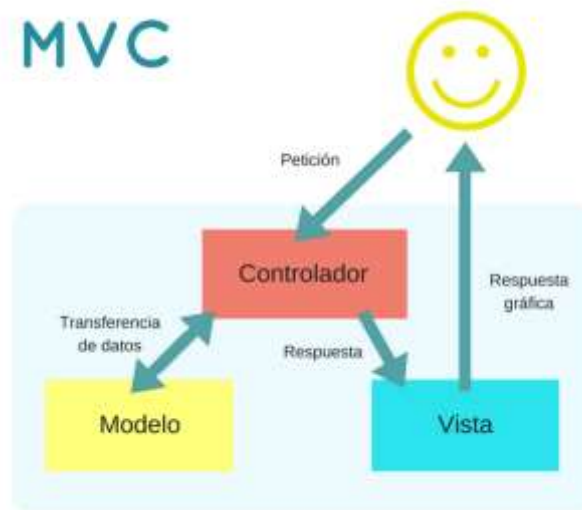 MVC
Petición
Controlador
Transferencia
de datos
Respuesta
Respuesta
gráfica
Modelo
Vista